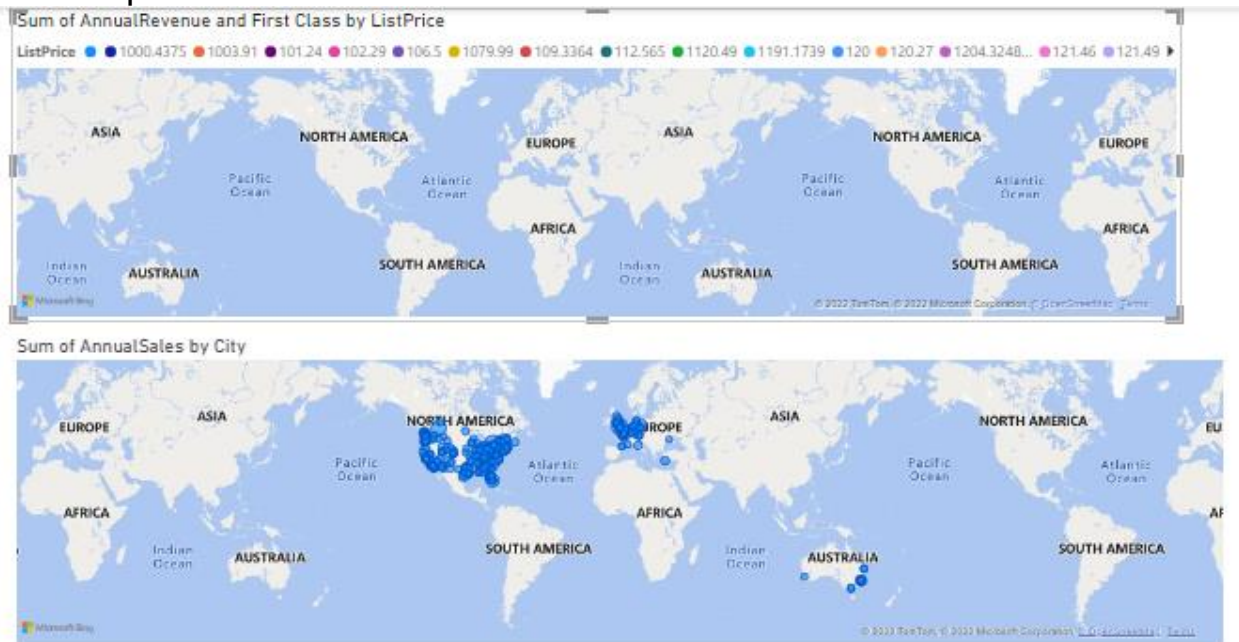 Sum of AnnualRevenue and First Class by ListPrice
ListPrice 1000.4375 1003.91 101.24 102.29 106.5 1079.99 109.3364 112.565 1120.49 1191.1739 120 120.27 1204.3248... 121.46 121.49
ASIA NORTH AMERICA EUROPE ASIA NORTH AMERICA EUROPE
Pacific Ocean Atlantic Ocean Pacific Ocean Atlantic Ocean
AFRICA AFRICA
Indian Ocean AUSTRALIA SOUTH AMERICA Indian Ocean AUSTRALIA SOUTH AMERICA
Microsoft Bing © 2022 TomTom, © 2022 Microsoft Corporation, © OpenStreetMap Terms
Sum of AnnualSales by City
EUROPE ASIA NORTH AMERICA ROPE ASIA NORTH AMERICA EU
Pacific Ocean Atlantic Ocean Pacific Ocean Atlantic Ocean
AFRICA AFRICA AF
Indian Ocean AUSTRALIA SOUTH AMERICA Indian Ocean AUSTRALIA SOUTH AMERICA
Microsoft Bing TomTom, Microsoft Corporation, © OpenStreetMap Terms